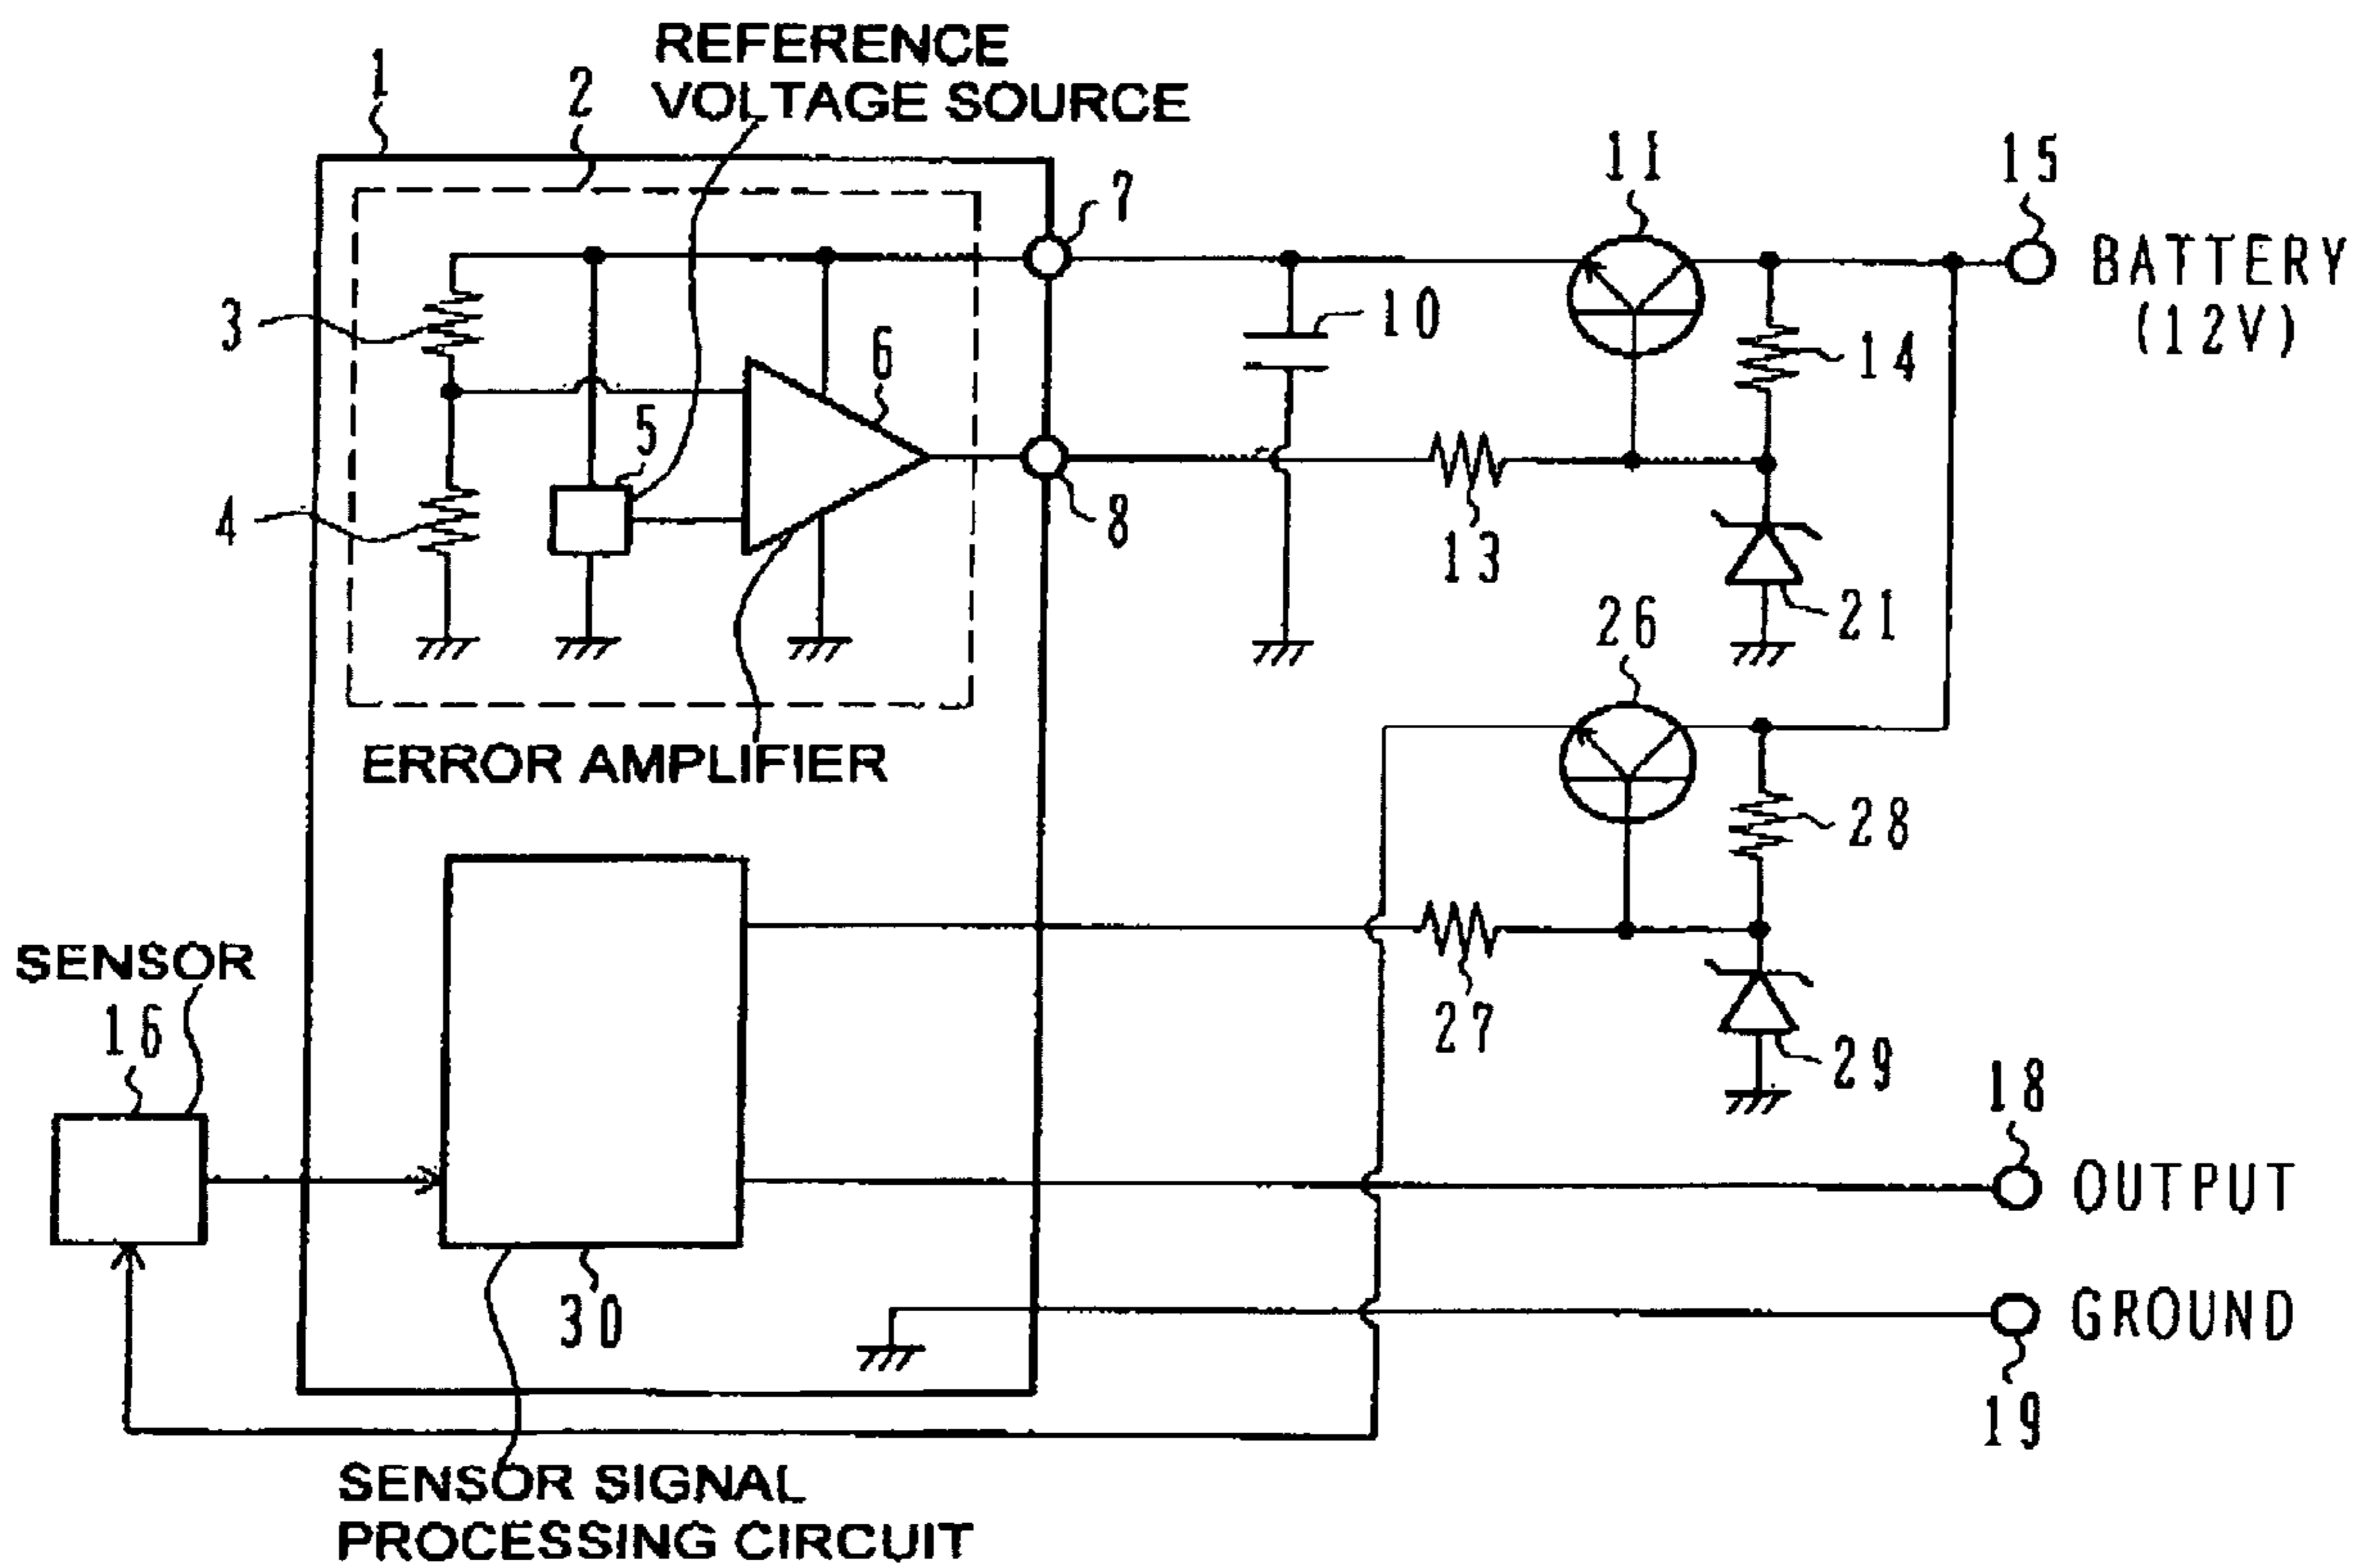 REFERENCE
VOLTAGE SOURCE
1
2
7
11
15
BATTERY
(12V)
3
6
10
14
5
4
8
13
21
26
ERROR AMPLIFIER
28
SENSOR
16
27
29
18
OUTPUT
30
GROUND
19
SENSOR SIGNAL
PROCESSING CIRCUIT